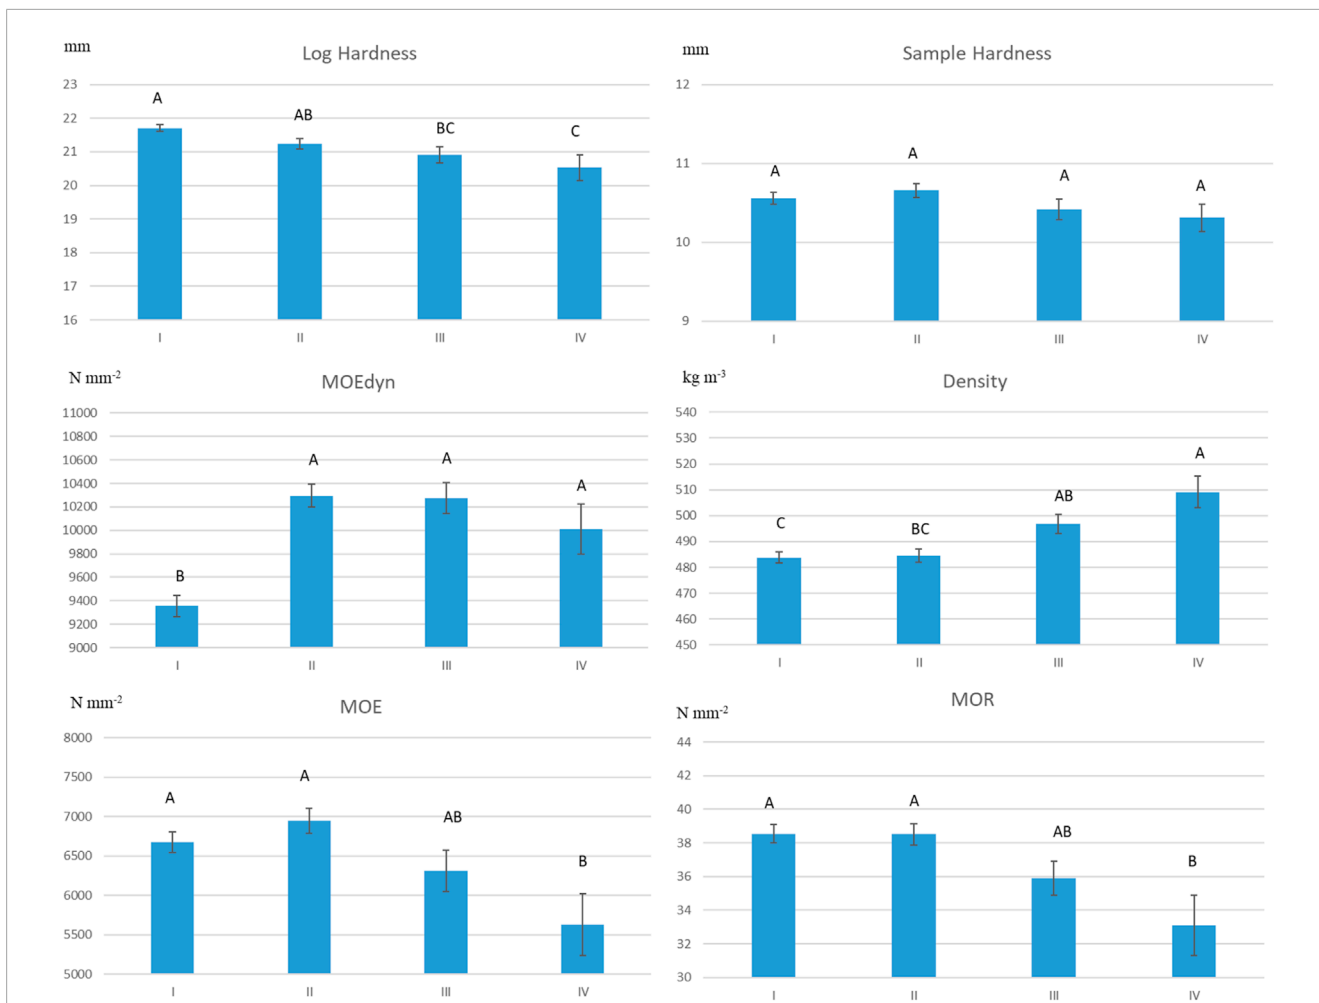 mm
Log Hardness
23
22
21
20
19
18
17
16
A
AB
BC
C
I
II
III
IV
mm
Sample Hardness
12
11
10
9
A
A
A
A
I
II
III
IV
N mm-2
MOEdyn
11000
10800
10600
10400
10200
10000
9800
9600
9400
9200
9000
B
A
A
A
I
II
III
IV
kg m-3
Density
540
530
520
510
500
490
480
470
460
450
C
BC
AB
A
I
II
III
IV
N mm-2
MOE
8000
7500
7000
6500
6000
5500
5000
A
A
AB
B
I
II
III
IV
N mm-2
MOR
44
42
40
38
36
34
32
30
A
A
AB
B
I
II
III
IV